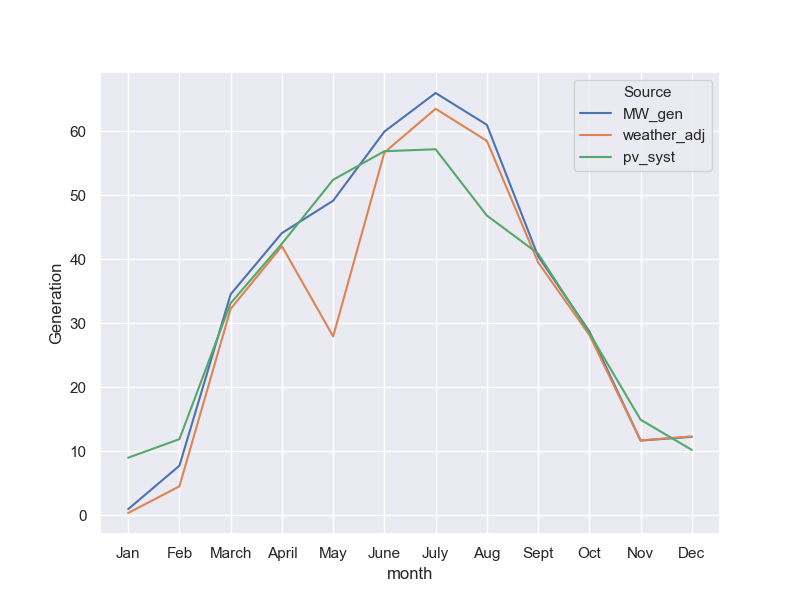 Source
MW_gen
weather_adj
pv_syst
60
50
40
30
20
10
0
Generation
Jan Feb March April May June July Aug Sept Oct Nov Dec
month